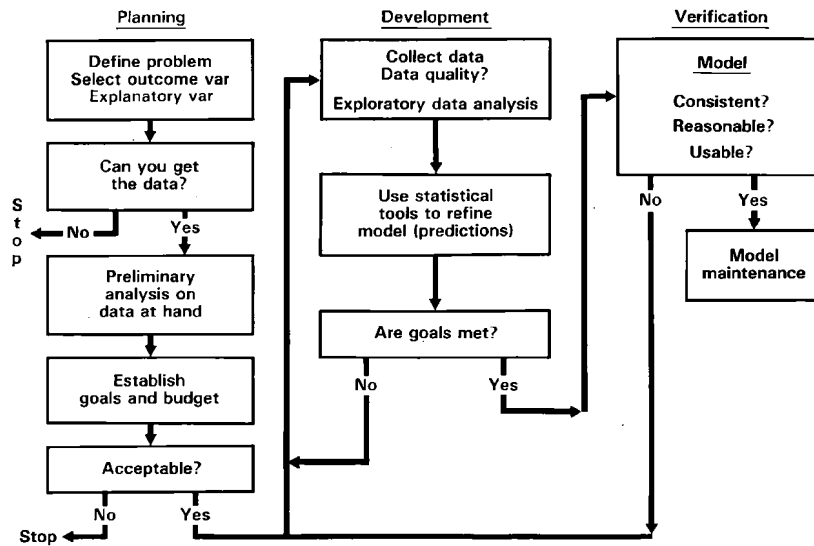 Planning
Define problem
Select outcome var
Explanatory var
Can you get
the data?
Stop
No
Yes
Preliminary
analysis on
data at hand
Establish
goals and budget
Acceptable?
No
Yes
Stop
Development
Collect data
Data quality?
Exploratory data analysis
Use statistical
tools to refine
model (predictions)
Are goals met?
No
Yes
Verification
Model
Consistent?
Reasonable?
Usable?
No
Yes
Model
maintenance